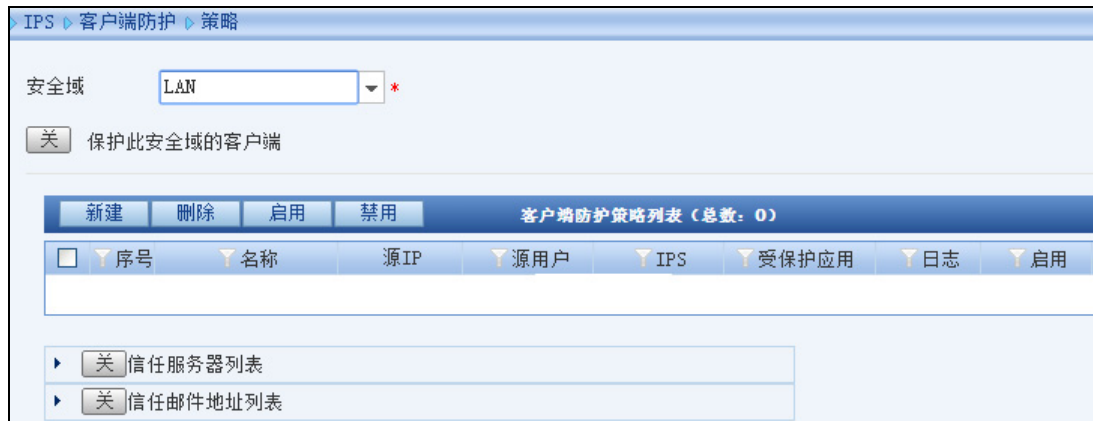 IPS 客户端防护 策略
安全域 LAN *
关 保护此安全域的客户端
新建 删除 启用 禁用 客户端防护策略列表（总数: 0）
序号 名称 源IP 源用户 IPS 受保护应用 日志 启用
关 信任服务器列表
关 信任邮件地址列表